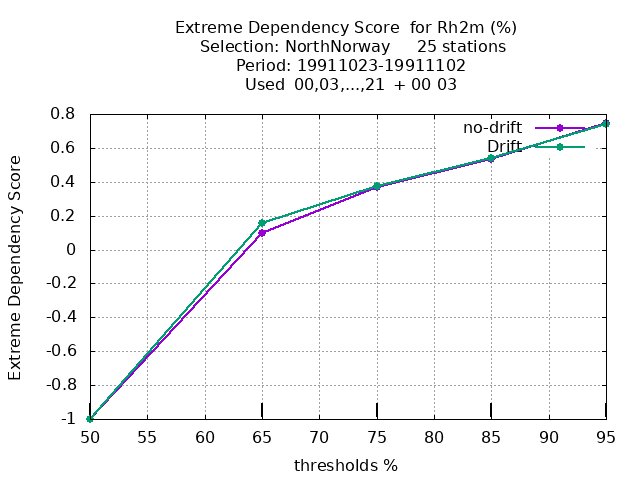 Extreme Dependency Score  for Rh2m (%)
Selection: NorthNorway     25 stations
Period: 19911023-19911102
Used  00,03,...,21  + 00 03
no-drift
Drift
Extreme Dependency Score
0.8
0.6
0.4
0.2
0
-0.2
-0.4
-0.6
-0.8
-1
50 55 60 65 70 75 80 85 90 95
thresholds %